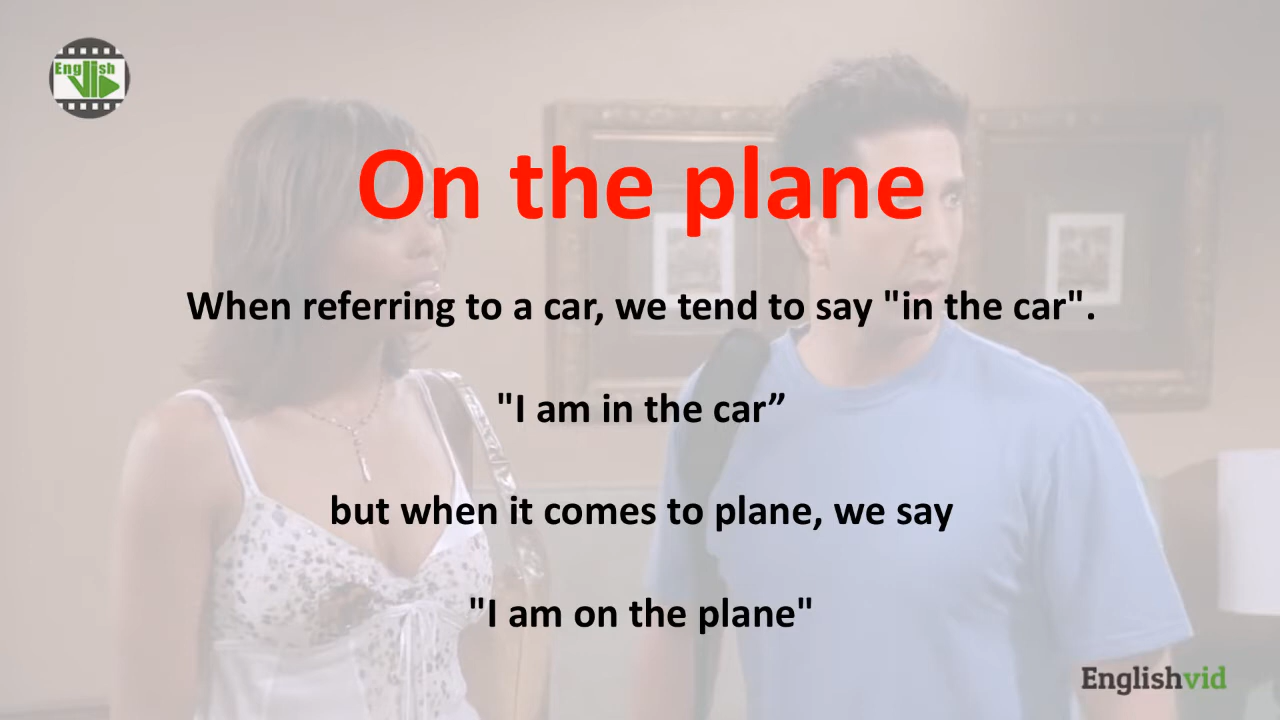 English
VID
On the plane
When referring to a car, we tend to say "in the car".
"I am in the car”
but when it comes to plane, we say
"I am on the plane"
Englishvid